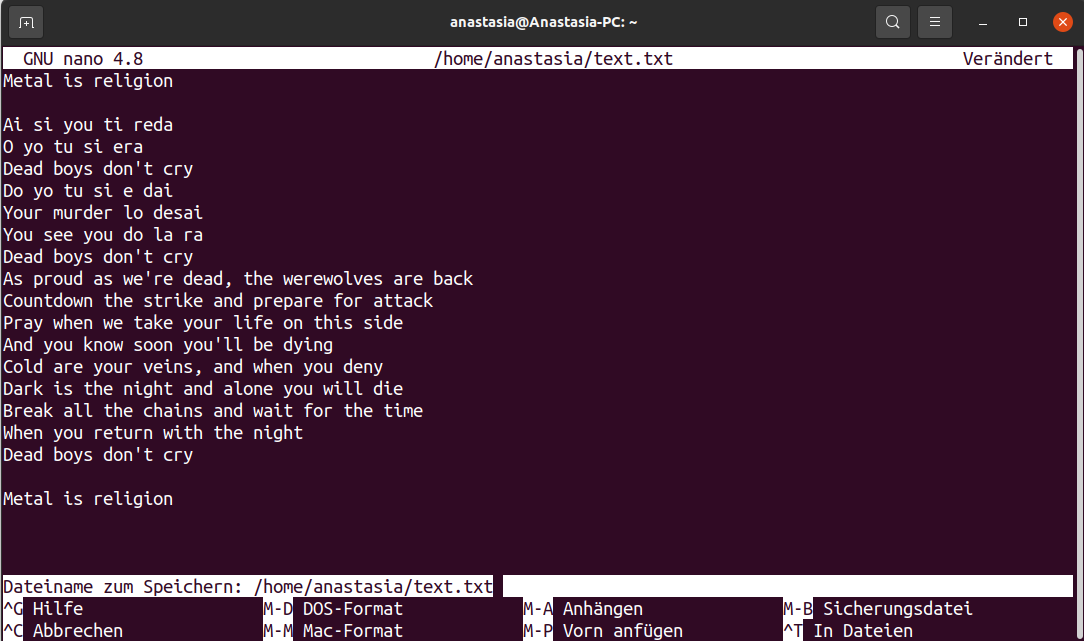 anastasia@Anastasia-PC: ~
GNU nano 4.8 /home/anastasia/text.txt Verändert
Metal is religion
Ai si you ti reda
O yo tu si era
Dead boys don't cry
Do yo tu si e dai
Your murder lo desai
You see you do la ra
Dead boys don't cry
As proud as we're dead, the werewolves are back
Countdown the strike and prepare for attack
Pray when we take your life on this side
And you know soon you'll be dying
Cold are your veins, and when you deny
Dark is the night and alone you will die
Break all the chains and wait for the time
When you return with the night
Dead boys don't cry
Metal is religion
Dateiname zum Speichern: /home/anastasia/text.txt
^G Hilfe M-D DOS-Format M-A Anhängen M-B Sicherungsdatei
^C Abbrechen M-M Mac-Format M-P Vorn anfügen ^T In Dateien